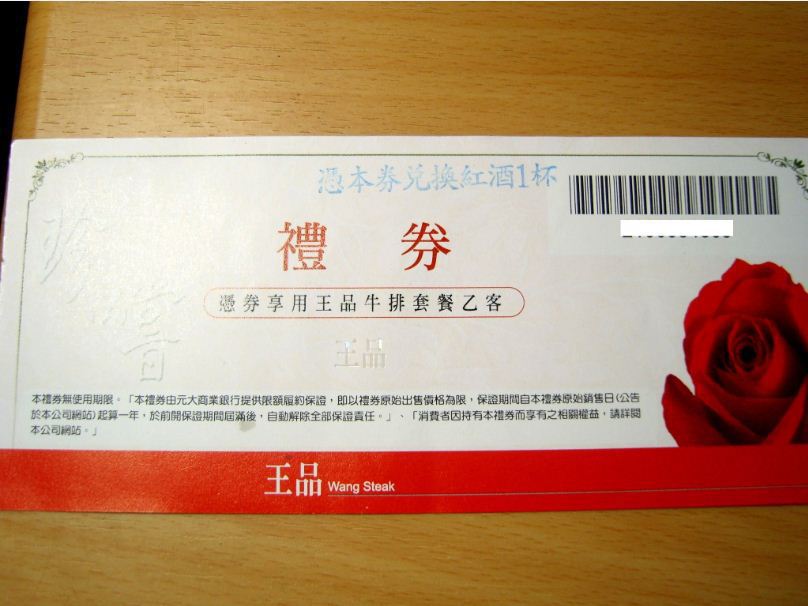 憑本券兌換紅酒1杯
禮 券
憑券享用王品牛排套餐乙客
王品
本禮券無使用期限。「本禮券由元大商業銀行提供限額履約保證，即以禮券原始出售價格為限，保證期間自本禮券原始銷售日(公告
於本公司網站)起算一年，於前開保證期間屆滿後，自動解除全部保證責任。」、「消費者因持有本禮券而享有之相關權益，請詳閱
本公司網站。」
王品 Wang Steak